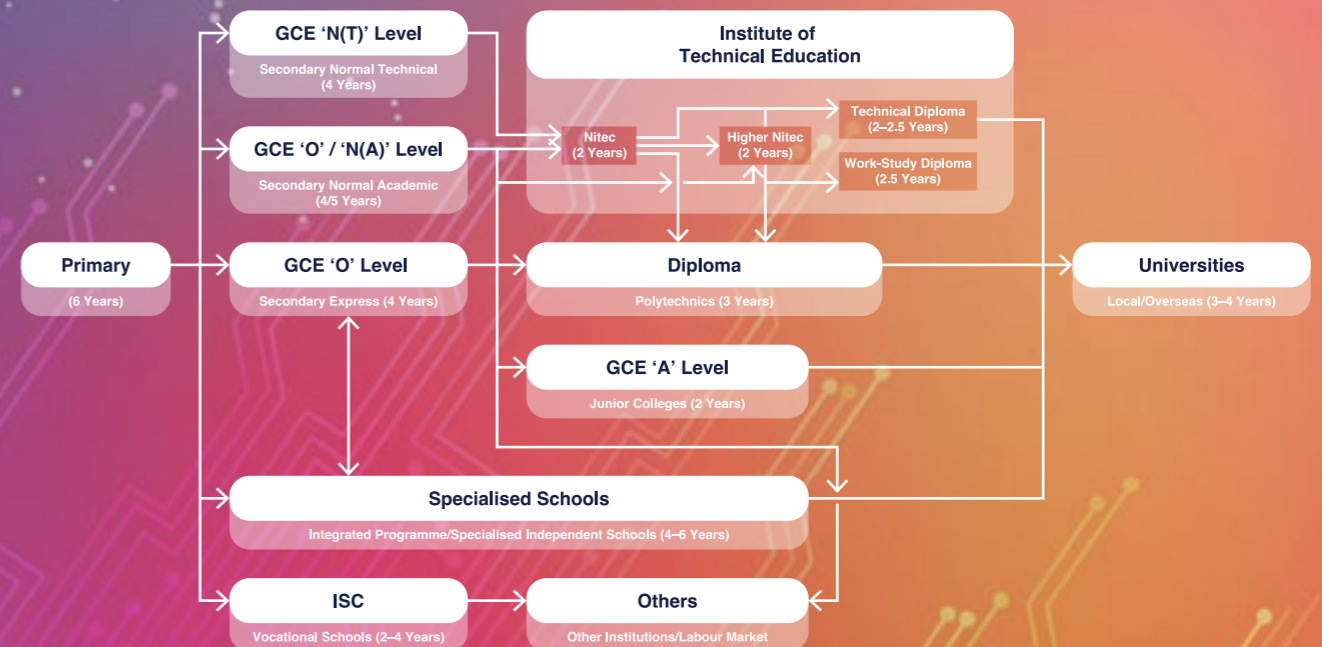 GCE ‘N(T)’ Level
Secondary Normal Technical
(4 Years)
GCE ‘O’ / ‘N(A)’ Level
Secondary Normal Academic
(4/5 Years)
Primary
(6 Years)
GCE ‘O’ Level
Secondary Express (4 Years)
Institute of
Technical Education
Nitec
(2 Years)
Higher Nitec
(2 Years)
Technical Diploma
(2–2.5 Years)
Work-Study Diploma
(2.5 Years)
Diploma
Polytechnics (3 Years)
Universities
Local/Overseas (3–4 Years)
GCE ‘A’ Level
Junior Colleges (2 Years)
Specialised Schools
Integrated Programme/Specialised Independent Schools (4–6 Years)
ISC
Vocational Schools (2–4 Years)
Others
Other Institutions/Labour Market